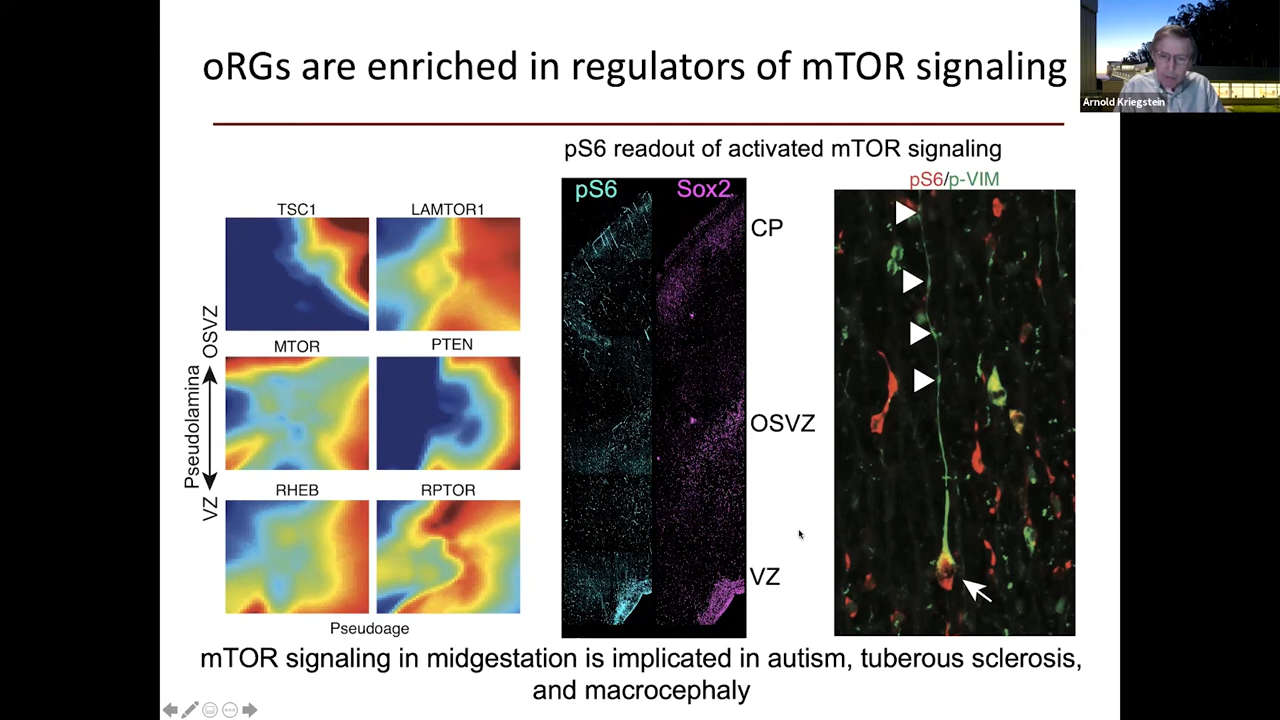 oRGs are enriched in regulators of mTOR signaling
Arnold Kriegstein
pS6 readout of activated mTOR signaling
pS6
Sox2
pS6/p-VIM
TSC1
LAMTOR1
CP
MTOR
PTEN
OSVZ
Pseudolamina
VZ
OSVZ
RHEB
RPTOR
VZ
Pseudoage
mTOR signaling in midgestation is implicated in autism, tuberous sclerosis,
and macrocephaly